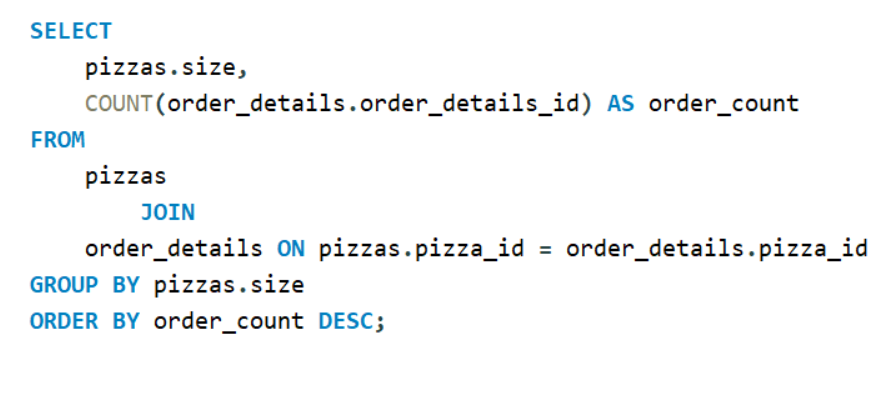 SELECT
    pizzas.size,
    COUNT(order_details.order_details_id) AS order_count
FROM
    pizzas
        JOIN
    order_details ON pizzas.pizza_id = order_details.pizza_id
GROUP BY pizzas.size
ORDER BY order_count DESC;